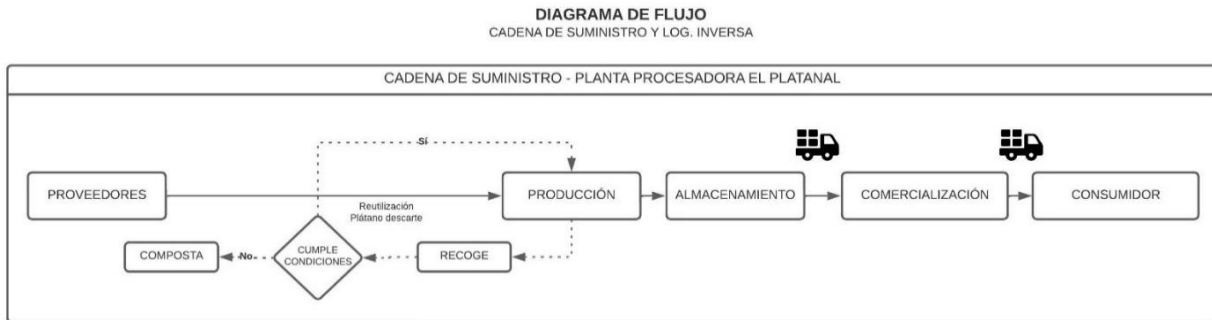 DIAGRAMA DE FLUJO
CADENA DE SUMINISTRO Y LOG. INVERSA
CADENA DE SUMINISTRO - PLANTA PROCESADORA EL PLATANAL
Sí
PROVEEDORES
PRODUCCIÓN
ALMACENAMIENTO
COMERCIALIZACIÓN
CONSUMIDOR
Reutilización
Plátano descarte
COMPOSTA
No
CUMPLE
CONDICIONES
RECOGE